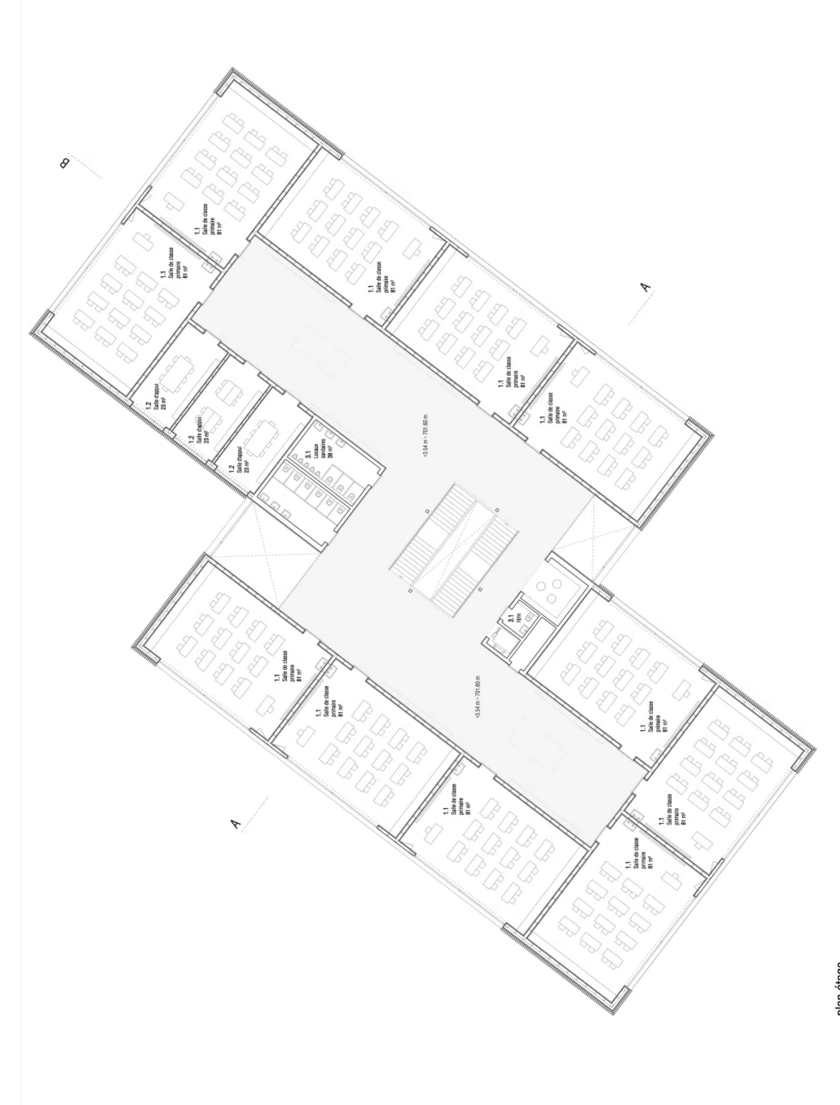 B
A
A
1.1
Salle de classe
primaire
81 m²
1.1
Salle de classe
primaire
81 m²
1.1
Salle de classe
primaire
81 m²
1.1
Salle de classe
primaire
81 m²
1.1
Salle de classe
primaire
81 m²
1.2
Salle d'appui
23 m²
1.2
Salle d'appui
23 m²
1.2
Salle d'appui
23 m²
3.1
Locaux
sanitaires
38 m²
+3.54 m = 701.60 m
3.1
+3.54 m = 701.60 m
1.1
Salle de classe
primaire
81 m²
1.1
Salle de classe
primaire
81 m²
1.1
Salle de classe
primaire
81 m²
1.1
Salle de classe
primaire
81 m²
1.1
Salle de classe
primaire
81 m²
1.1
Salle de classe
primaire
81 m²
plan étage